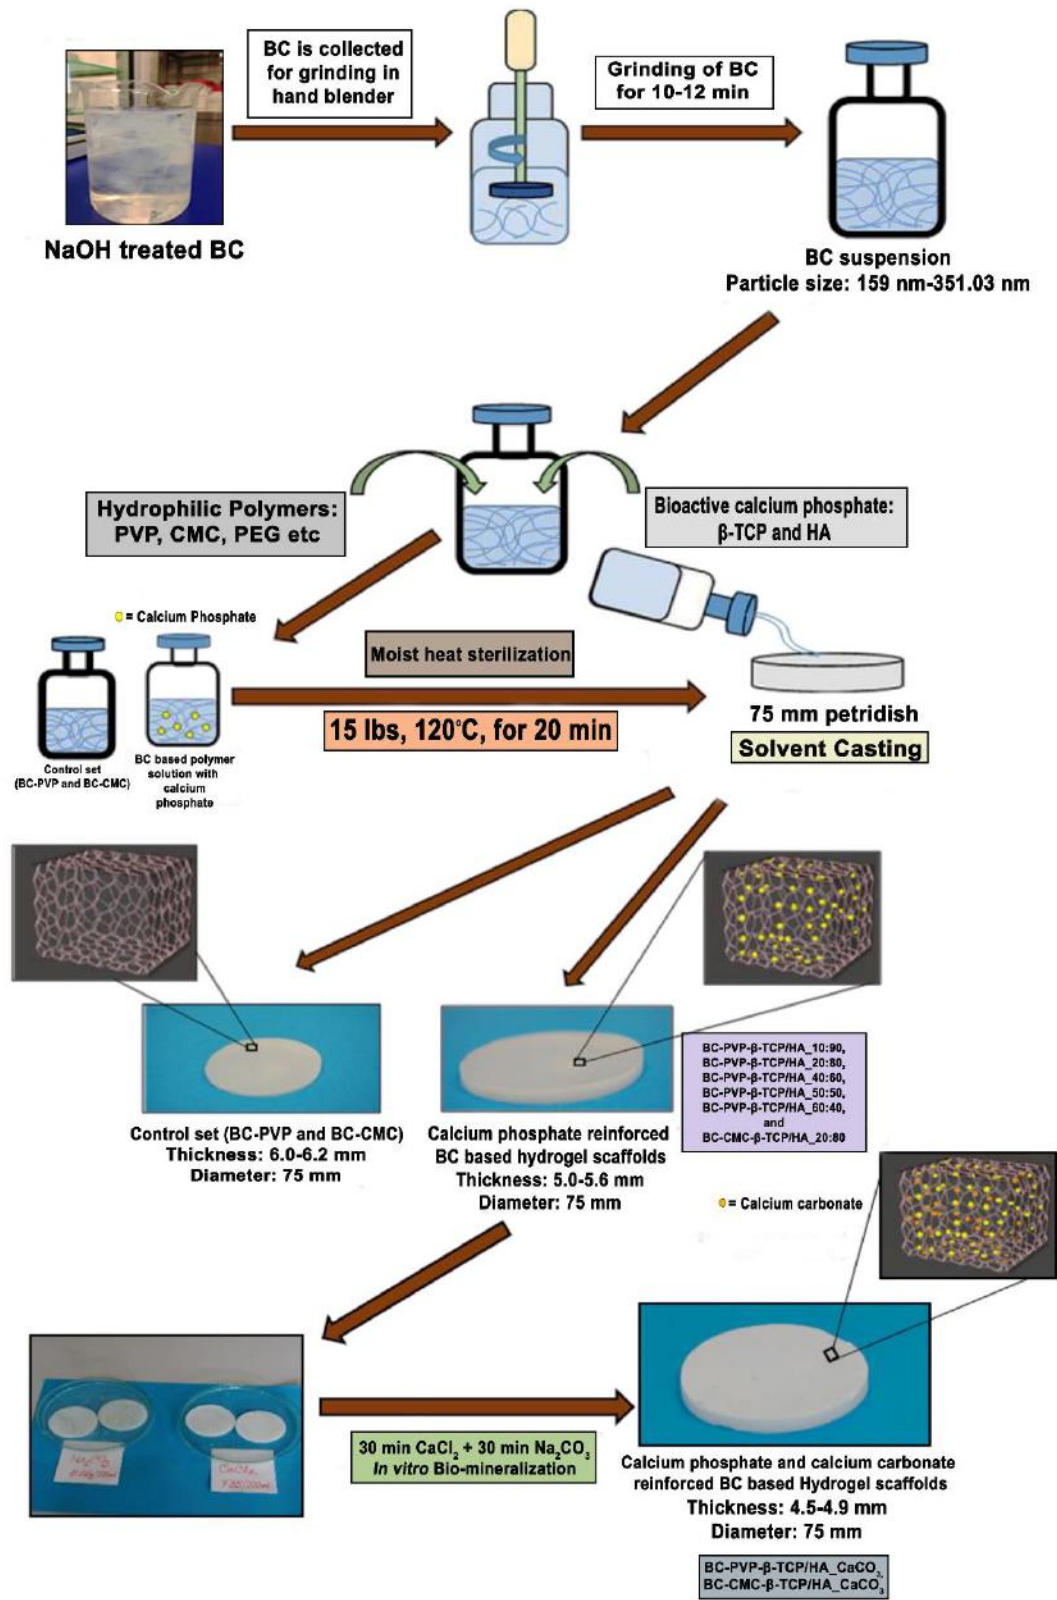 BC is collected
for grinding in
hand blender
Grinding of BC
for 10-12 min
NaOH treated BC
BC suspension
Particle size: 159 nm-351.03 nm
Hydrophilic Polymers:
PVP, CMC, PEG etc
Bioactive calcium phosphate:
β-TCP and HA
= Calcium Phosphate
Moist heat sterilization
15 lbs, 120°C, for 20 min
75 mm petridish
Solvent Casting
Control set
(BC-PVP and BC-CMC)
BC based polymer
solution with
calcium
phosphate
BC-PVP-β-TCP/HA_10:90,
BC-PVP-β-TCP/HA_20:80,
BC-PVP-β-TCP/HA_40:60,
BC-PVP-β-TCP/HA_50:50,
BC-PVP-β-TCP/HA_60:40,
and
BC-CMC-β-TCP/HA_20:80
Control set (BC-PVP and BC-CMC)
Thickness: 6.0-6.2 mm
Diameter: 75 mm
Calcium phosphate reinforced
BC based hydrogel scaffolds
Thickness: 5.0-5.6 mm
Diameter: 75 mm
= Calcium carbonate
CaCl₂
30 min CaCl₂ + 30 min Na₂CO₃
In vitro Bio-mineralization
Calcium phosphate and calcium carbonate
reinforced BC based Hydrogel scaffolds
Thickness: 4.5-4.9 mm
Diameter: 75 mm
BC-PVP-β-TCP/HA_CaCO₃,
BC-CMC-β-TCP/HA_CaCO₃